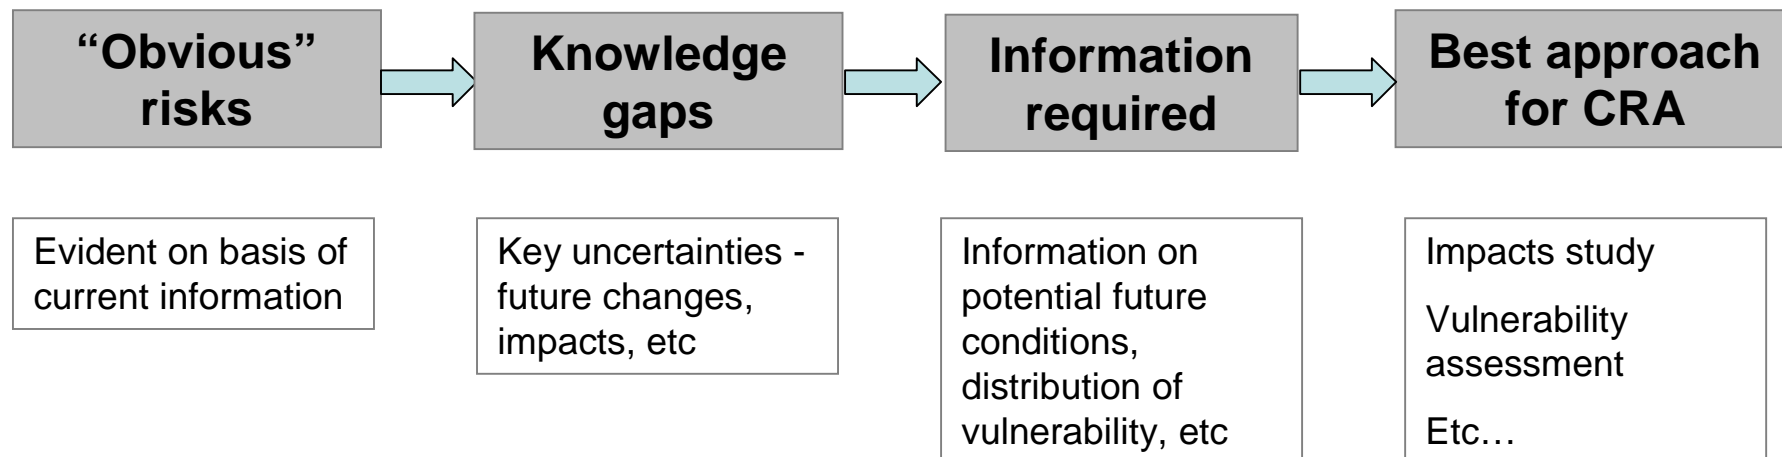 “Obvious”
risks
Knowledge
gaps
Information
required
Best approach
for CRA
Evident on basis of
current information
Key uncertainties -
future changes,
impacts, etc
Information on
potential future
conditions,
distribution of
vulnerability, etc
Impacts study
Vulnerability
assessment
Etc…